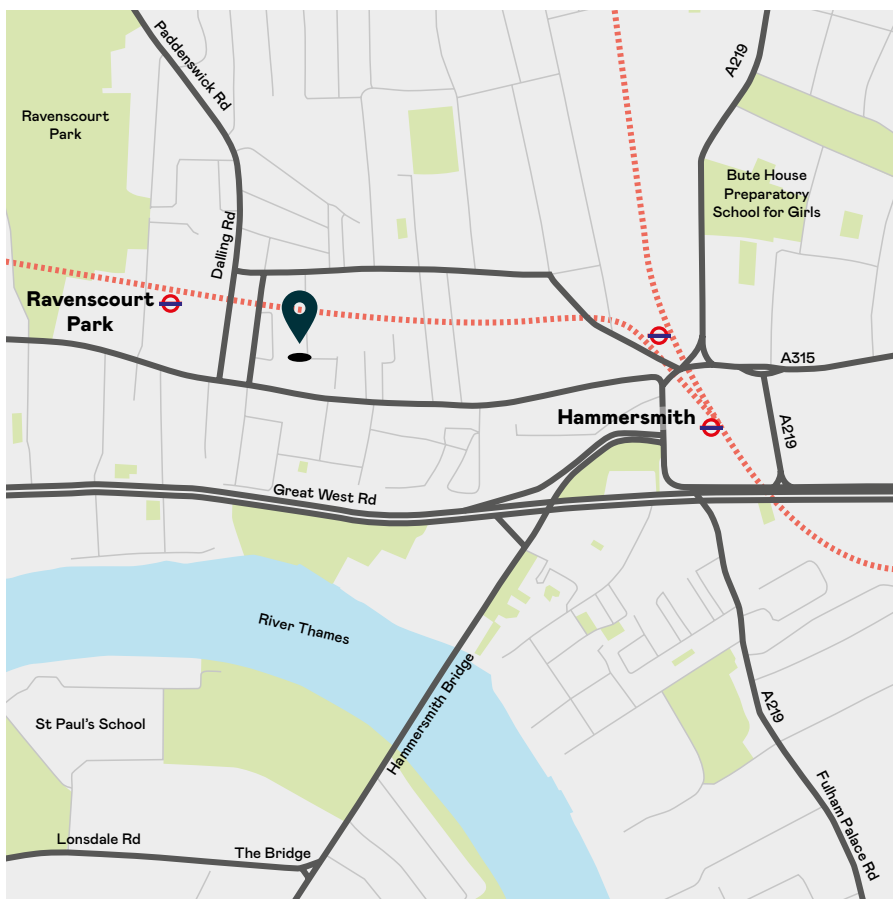 Paddenswick Rd
A219
Ravenscourt
Park
Bute House
Preparatory
School for Girls
Dalling Rd
Ravenscourt
Park
A315
Hammersmith
A219
Great West Rd
River Thames
Hammersmith Bridge
St Paul's School
A219
Fulham Palace Rd
Lonsdale Rd
The Bridge